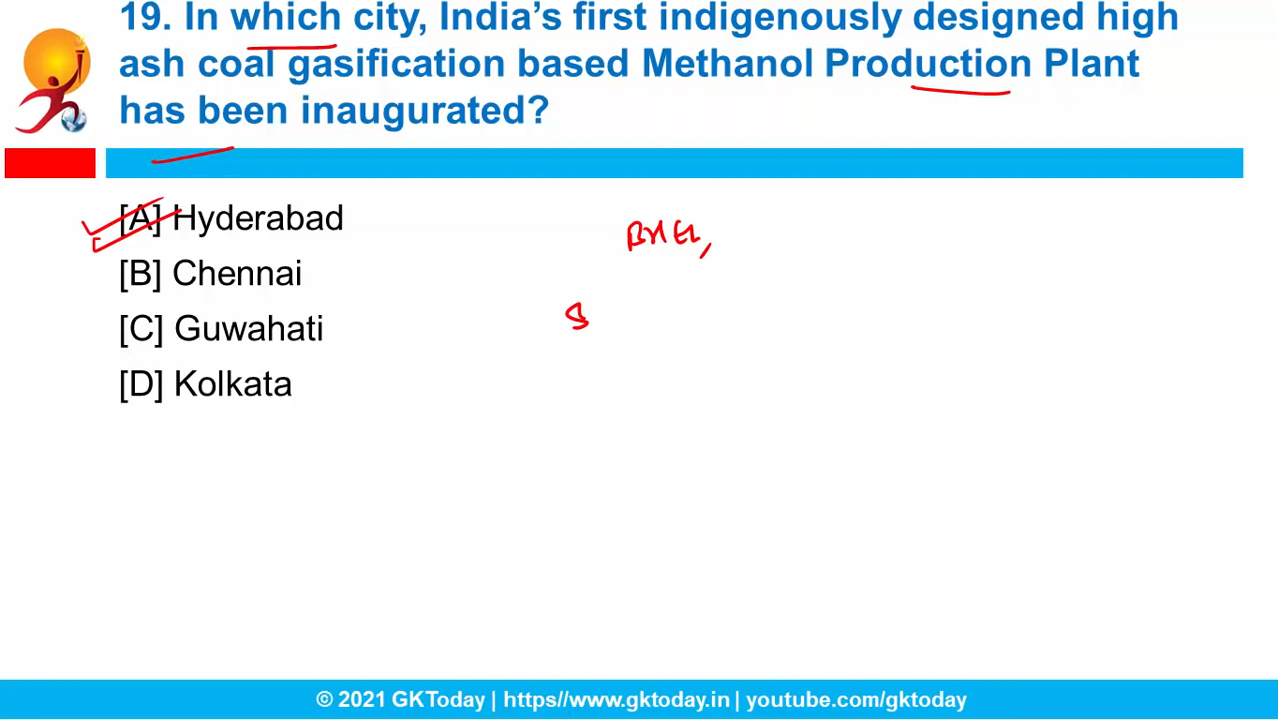 19. In which city, India’s first indigenously designed high
ash coal gasification based Methanol Production Plant
has been inaugurated?
[A] Hyderabad
BHEL,
[B] Chennai
[C] Guwahati
[D] Kolkata
© 2021 GKToday | https//www.gktoday.in | youtube.com/gktoday